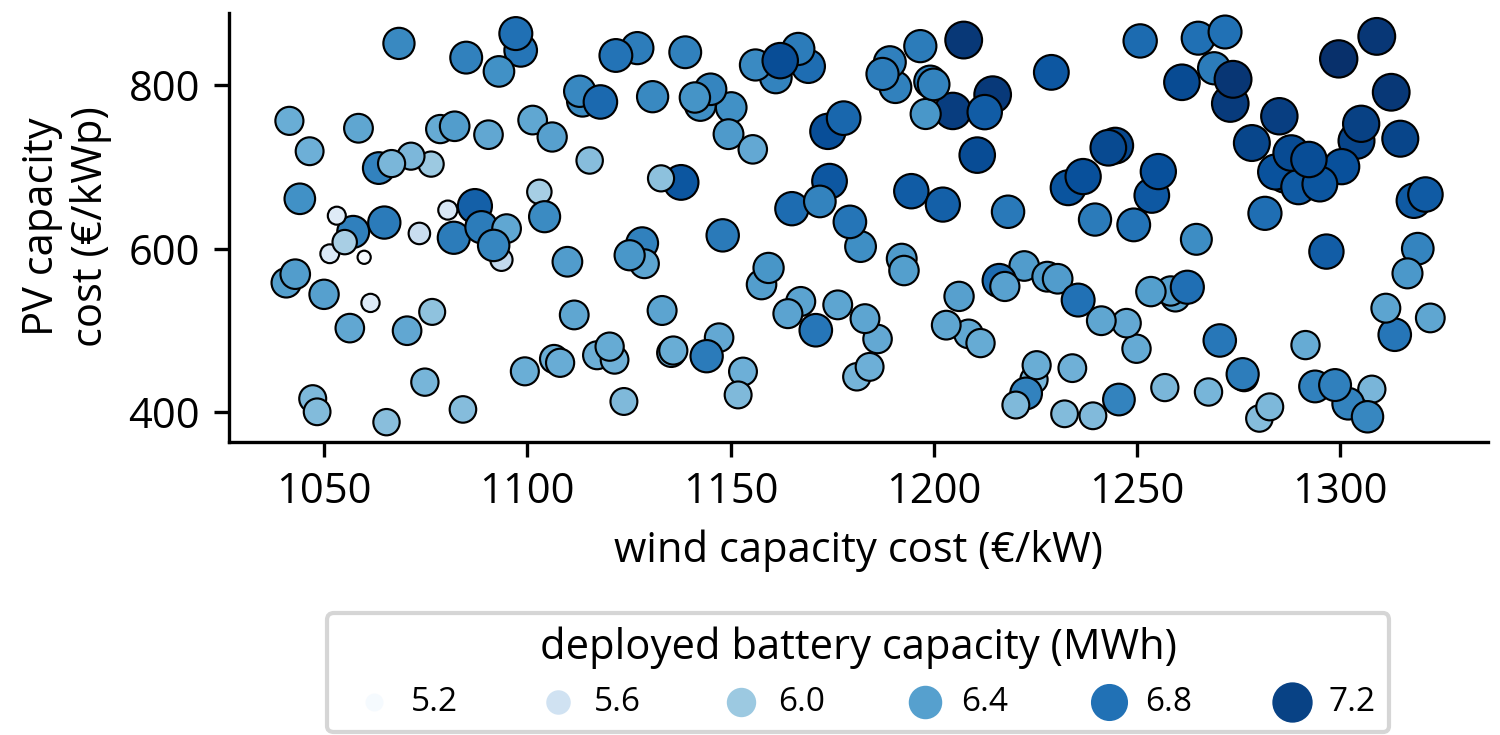 PV capacity
cost (€/kWp)
800
600
400
1050 1100 1150 1200 1250 1300
wind capacity cost (€/kW)
deployed battery capacity (MWh)
5.2 5.6 6.0 6.4 6.8 7.2